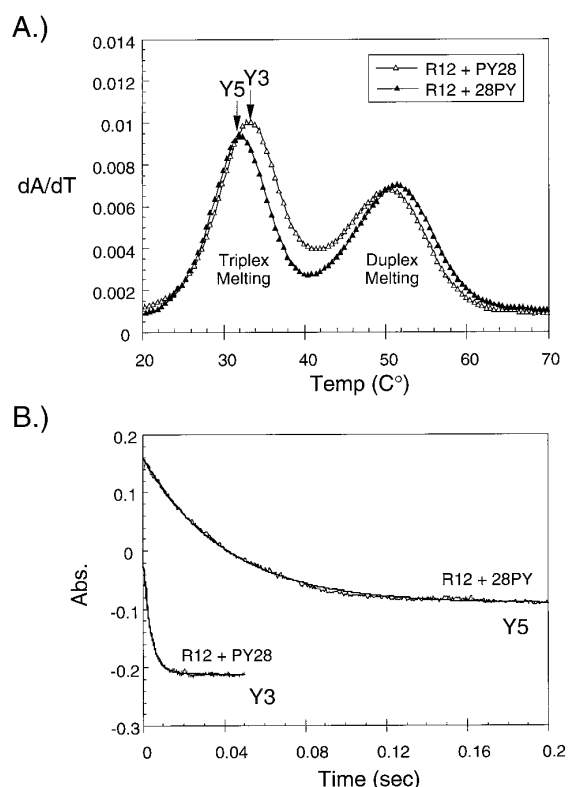 A.)
0.014
0.012
0.01
0.008
0.006
0.004
0.002
0
dA/dT
R12 + PY28
R12 + 28PY
Y5 Y3
Triplex Melting
Duplex Melting
20 30 40 50 60 70
Temp (C°)
B.)
0.2
0.1
0
-0.1
-0.2
-0.3
Abs.
R12 + 28PY
Y5
R12 + PY28
Y3
0 0.04 0.08 0.12 0.16 0.2
Time (sec)